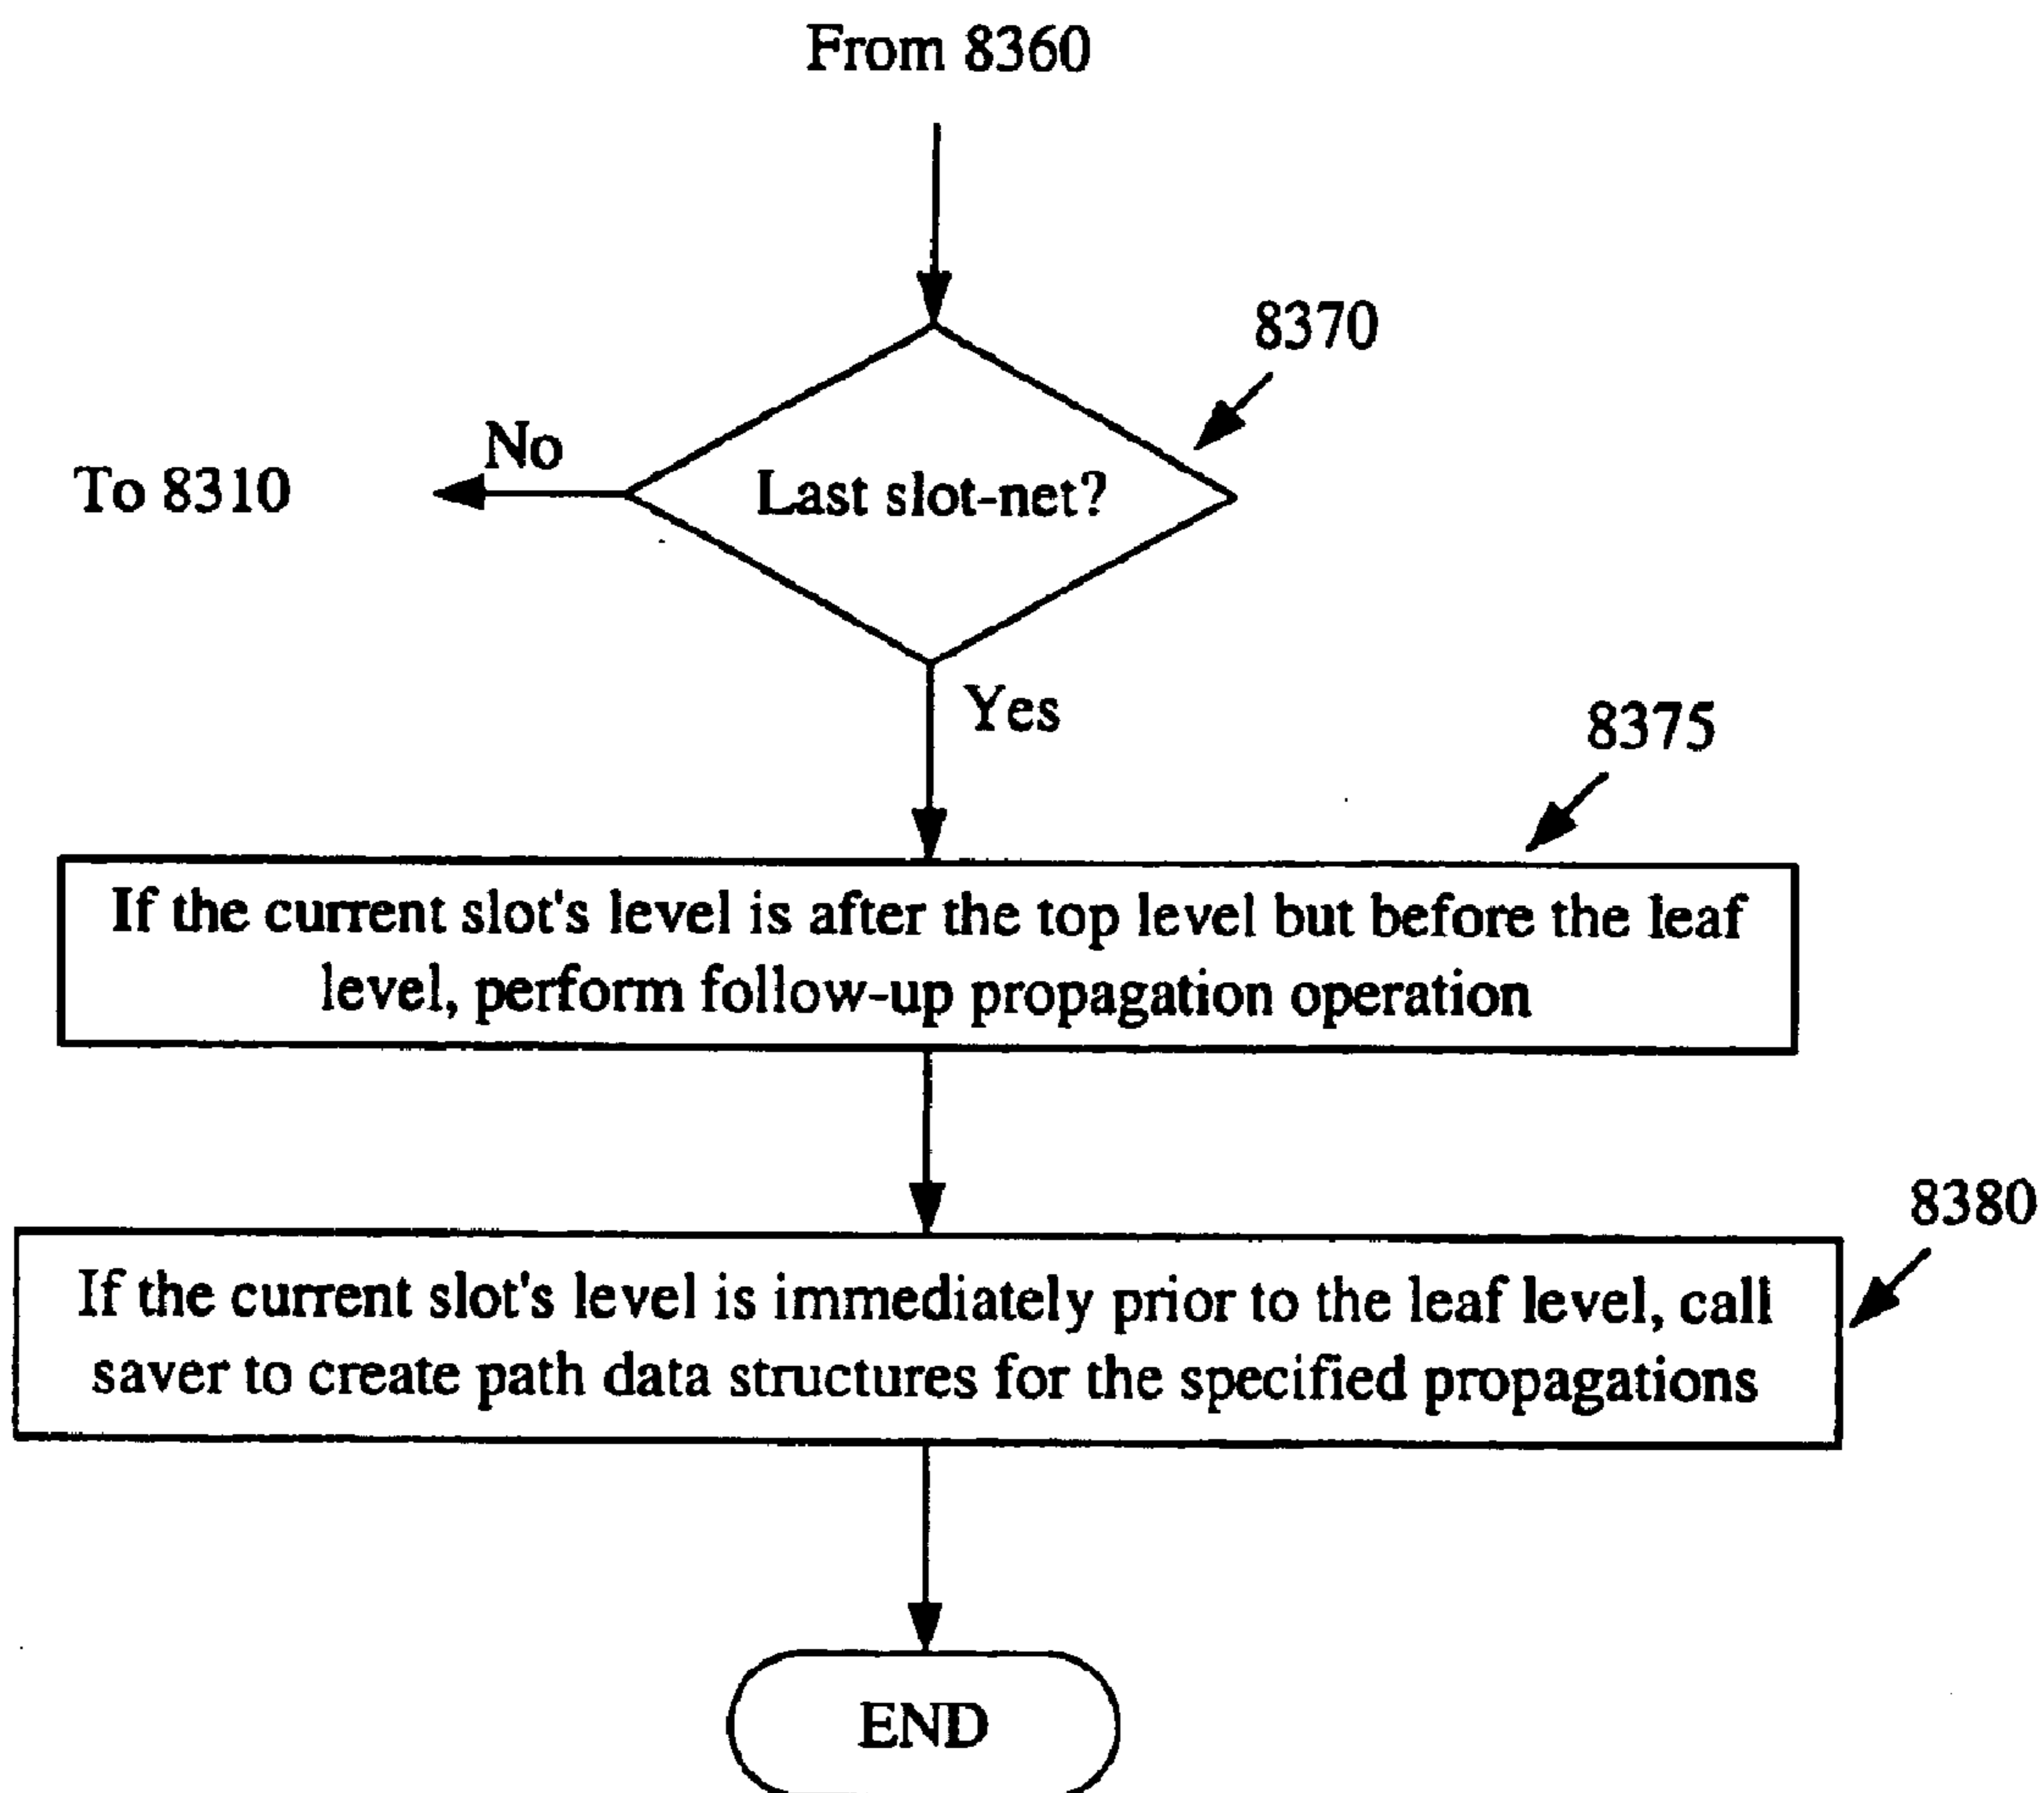 From 8360
8370
No
To 8310
Last slot-net?
Yes
8375
If the current slot's level is after the top level but before the leaf
level, perform follow-up propagation operation
8380
If the current slot's level is immediately prior to the leaf level, call
saver to create path data structures for the specified propagations
END